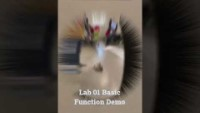 Lab 01 Basic
Function Demo